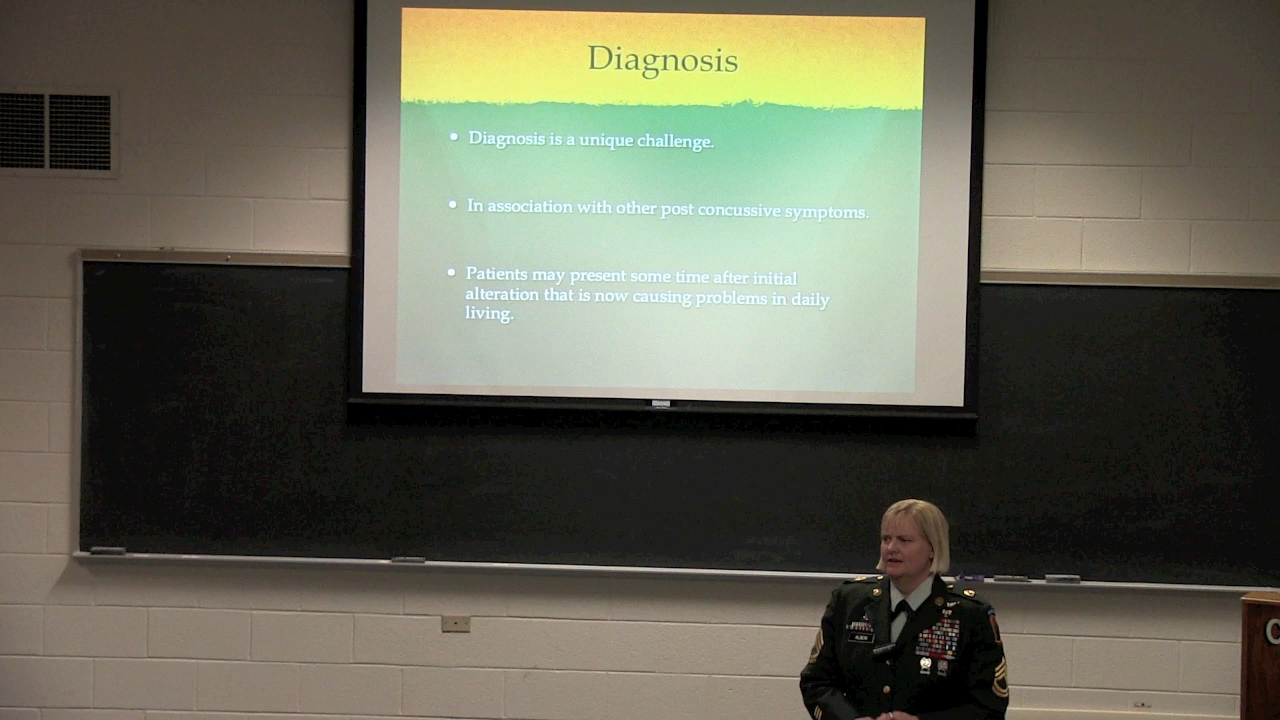 Diagnosis
• Diagnosis is a unique challenge.
• In association with other post concussive symptoms.
• Patients may present some time after initial
alteration that is now causing problems in daily
living.
C